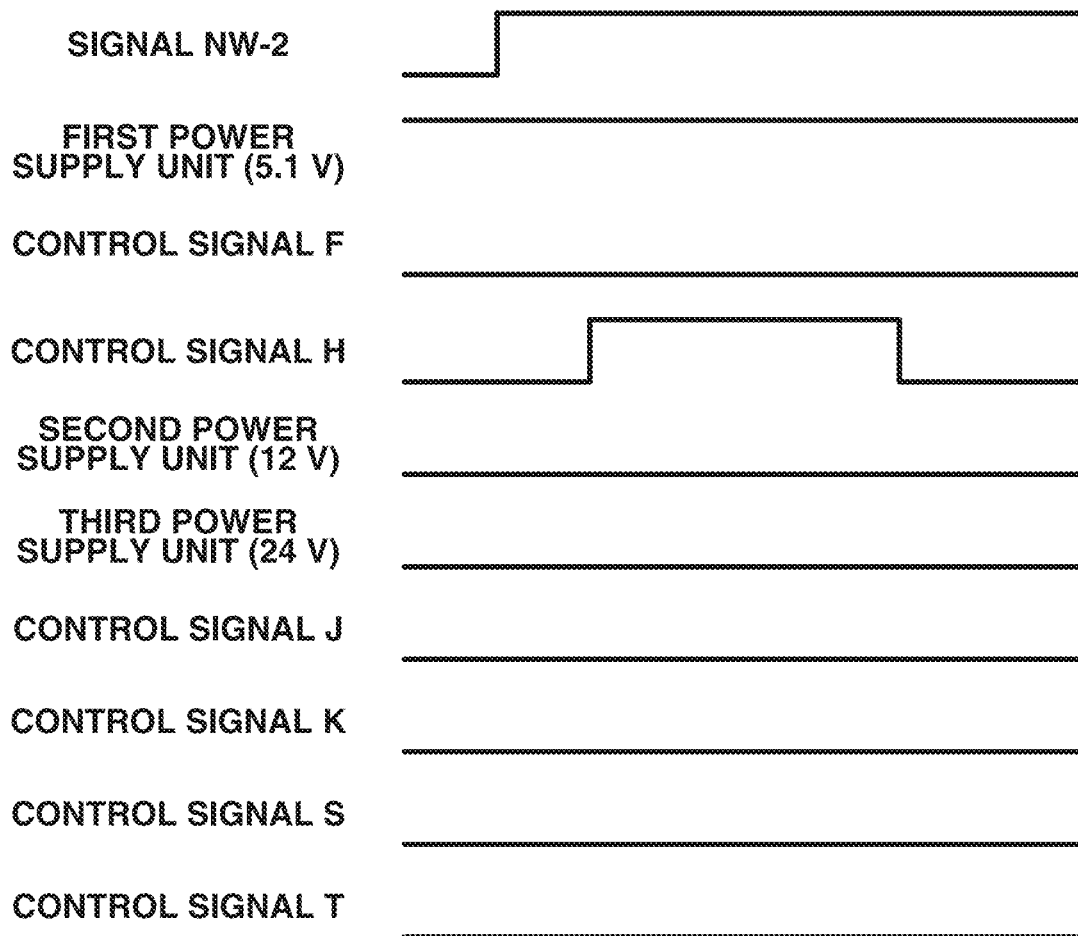 SIGNAL NW-2
FIRST POWER
SUPPLY UNIT (5.1 V)
CONTROL SIGNAL F
CONTROL SIGNAL H
SECOND POWER
SUPPLY UNIT (12 V)
THIRD POWER
SUPPLY UNIT (24 V)
CONTROL SIGNAL J
CONTROL SIGNAL K
CONTROL SIGNAL S
CONTROL SIGNAL T